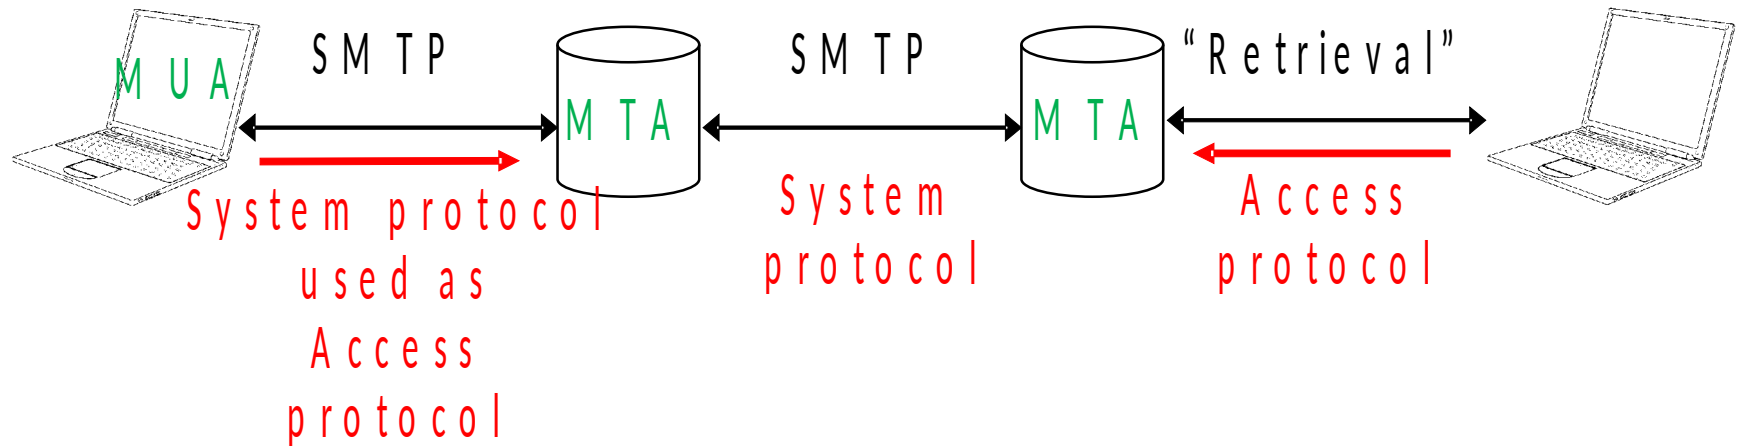 SMTP
SMTP
“Retrieval”
MUA
MTA
MTA
System protocol
used as
Access
protocol
System
protocol
Access
protocol